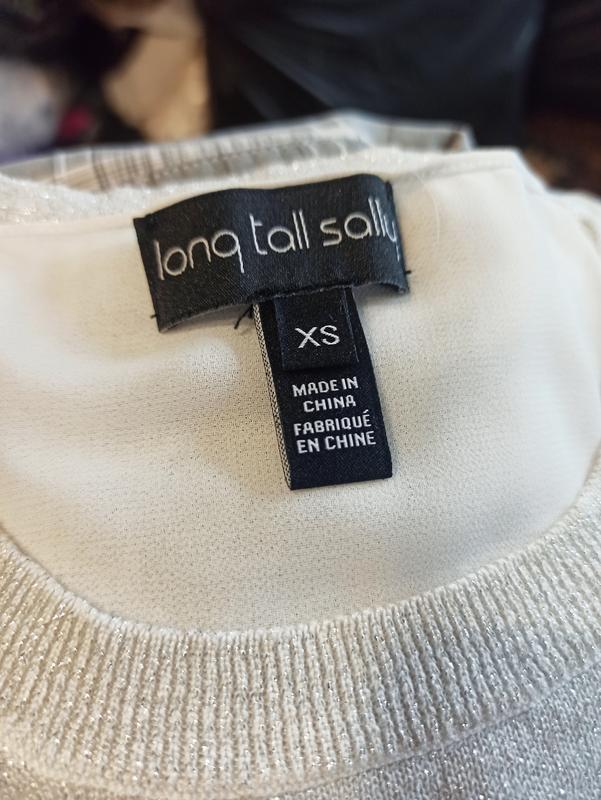 long tall sally
XS
MADE IN
CHINA
FABRIQUÉ
EN CHINE